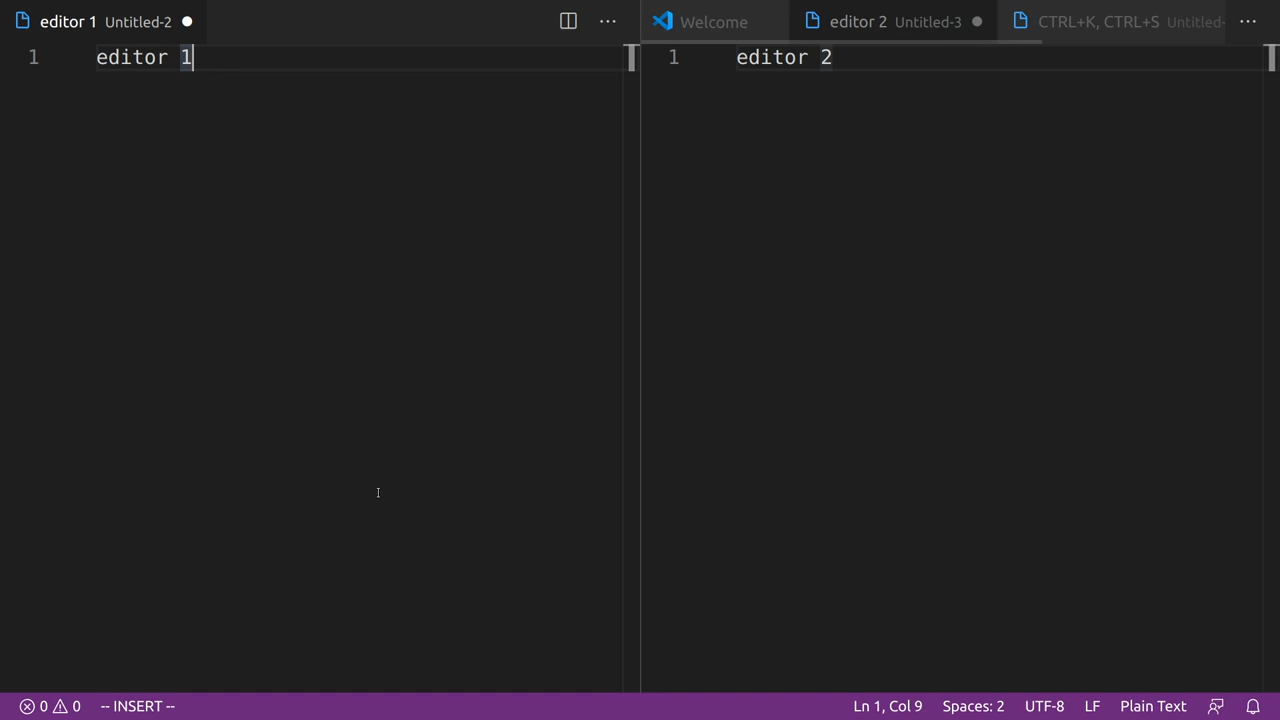 editor 1 Untitled-2
Welcome
editor 2 Untitled-3
CTRL+K, CTRL+S Untitled-
1 editor 1
1 editor 2
0 0 -- INSERT --
Ln 1, Col 9 Spaces: 2 UTF-8 LF Plain Text